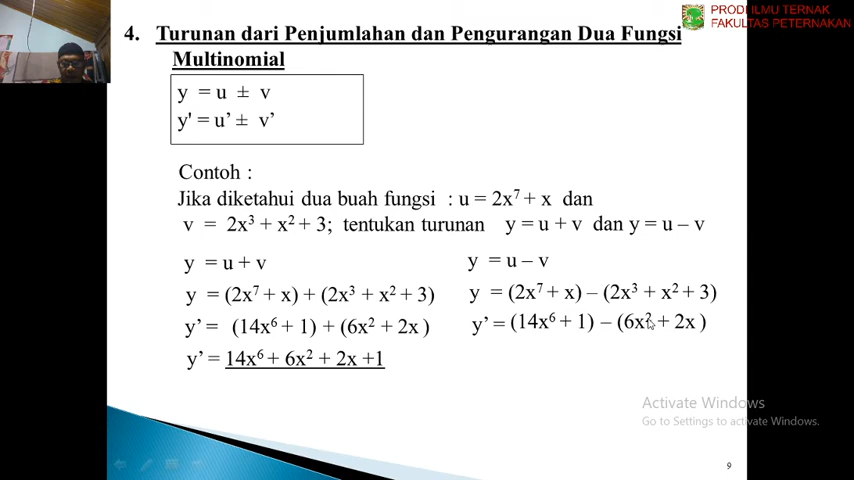 PRODI ILMU TERNAK
FAKULTAS PETERNAKAN
4. Turunan dari Penjumlahan dan Pengurangan Dua Fungsi
Multinomial
y = u ± v
y' = u’ ± v’
Contoh :
Jika diketahui dua buah fungsi : u = 2x⁷ + x dan
v = 2x³ + x² + 3; tentukan turunan y = u + v dan y = u – v
y = u + v
y = (2x⁷ + x) + (2x³ + x² + 3)
y’ = (14x⁶ + 1) + (6x² + 2x )
y’ = 14x⁶ + 6x² + 2x +1
y = u – v
y = (2x⁷ + x) – (2x³ + x² + 3)
y’ = (14x⁶ + 1) – (6x² + 2x )
Activate Windows
Go to Settings to activate Windows.
9